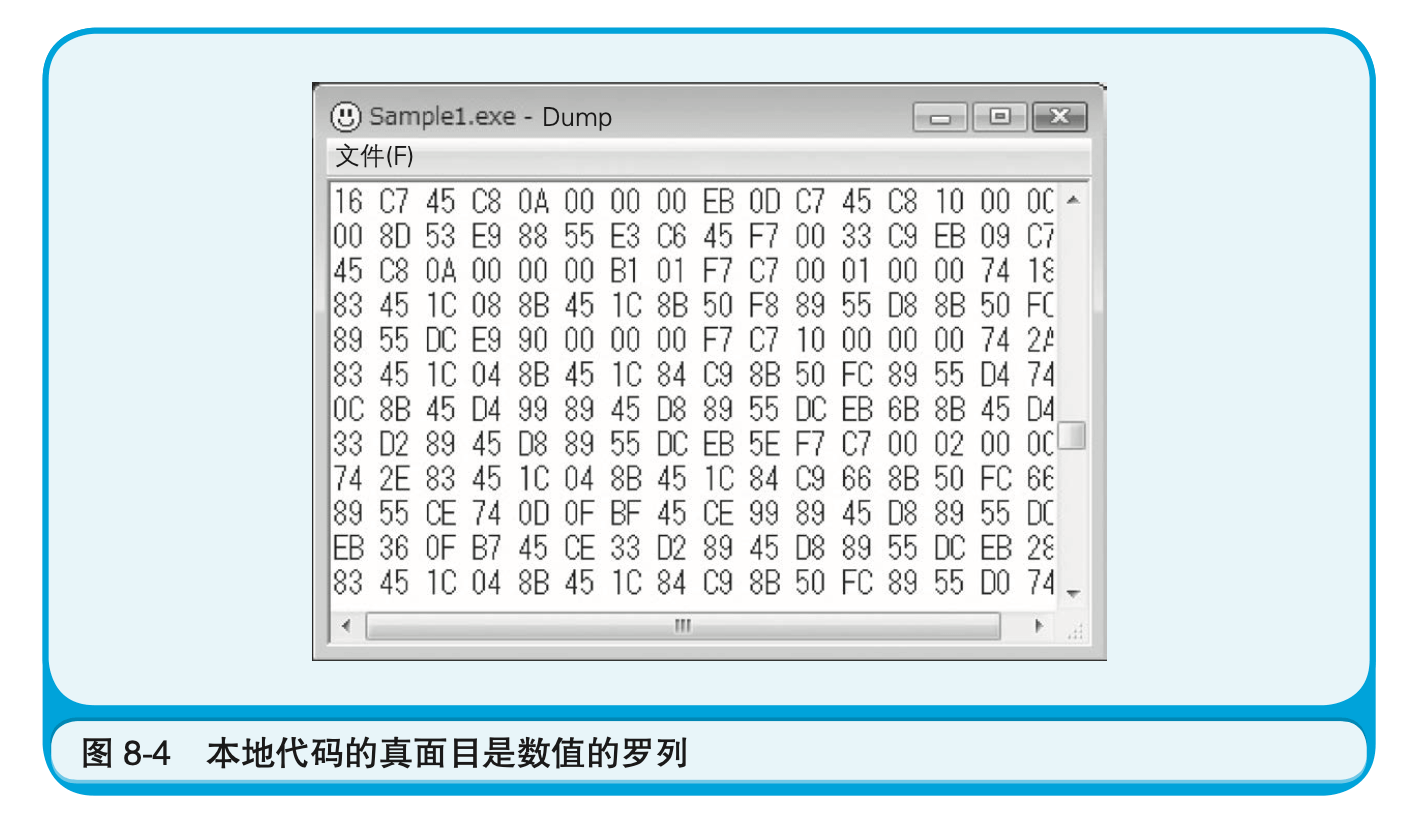 Sample1.exe - Dump
文件(F)
16 C7 45 C8 0A 00 00 00 EB 0D C7 45 C8 10 00
00 8D 53 E9 88 55 E3 C6 45 F7 00 33 C9 EB 09 C7
45 C8 0A 00 00 00 B1 01 F7 C7 00 01 00 00 74 18
83 45 1C 08 8B 45 1C 8B 50 F8 89 55 D8 8B 50 FC
89 55 DC E9 90 00 00 00 F7 C7 10 00 00 00 74 2A
83 45 1C 04 8B 45 1C 84 C9 8B 50 FC 89 55 D4 74
0C 8B 45 D4 99 89 45 D8 89 55 DC EB 6B 8B 45 D4
33 D2 89 45 D8 89 55 DC EB 5E F7 C7 00 02 00
74 2E 83 45 1C 04 8B 45 1C 84 C9 66 8B 50 FC 66
89 55 CE 74 0D 0F BF 45 CE 99 89 45 D8 89 55 DC
EB 36 0F B7 45 CE 33 D2 89 45 D8 89 55 DC EB 28
83 45 1C 04 8B 45 1C 84 C9 8B 50 FC 89 55 D0 74
图 8-4 本地代码的真面目是数值的罗列